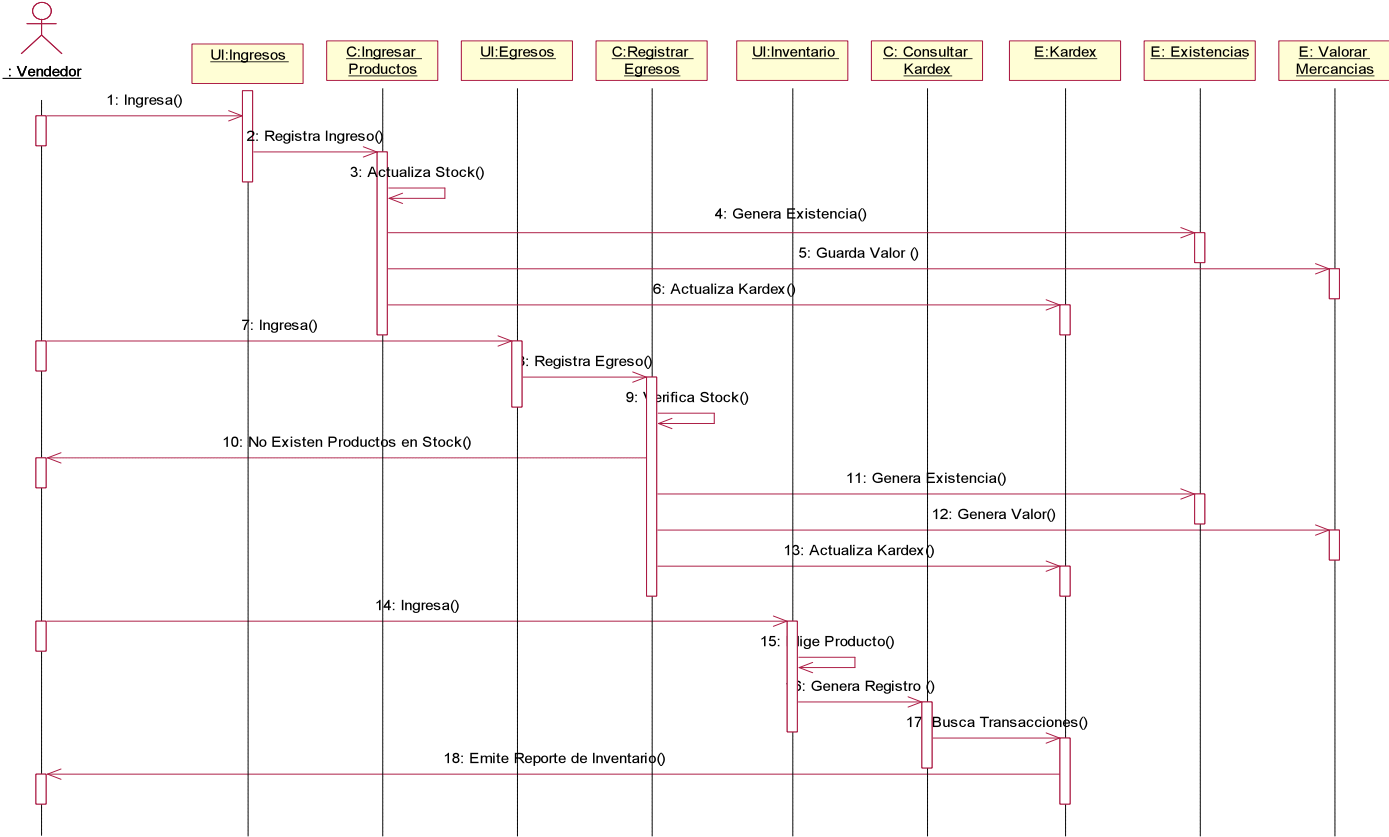 : Vendedor
UI:Ingresos
C:Ingresar
Productos
UI:Egresos
C:Registrar
Egresos
UI:Inventario
C: Consultar
Kardex
E:Kardex
E: Existencias
E: Valorar
Mercancias
1: Ingresa()
2: Registra Ingreso()
3: Actualiza Stock()
4: Genera Existencia()
5: Guarda Valor ()
6: Actualiza Kardex()
7: Ingresa()
: Registra Egreso()
9: Verifica Stock()
10: No Existen Productos en Stock()
11: Genera Existencia()
12: Genera Valor()
13: Actualiza Kardex()
14: Ingresa()
15: Elige Producto()
16: Genera Registro ()
17: Busca Transacciones()
18: Emite Reporte de Inventario()